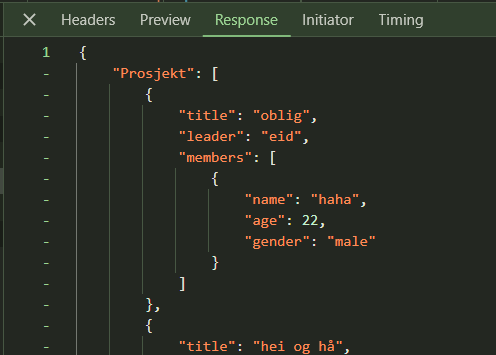 Headers Preview Response Initiator Timing
1 {
- "Prosjekt": [
- {
- "title": "oblig",
- "leader": "eid",
- "members": [
- {
- "name": "haha",
- "age": 22,
- "gender": "male"
- }
- ]
- },
- {
- "title": "hei og hå",